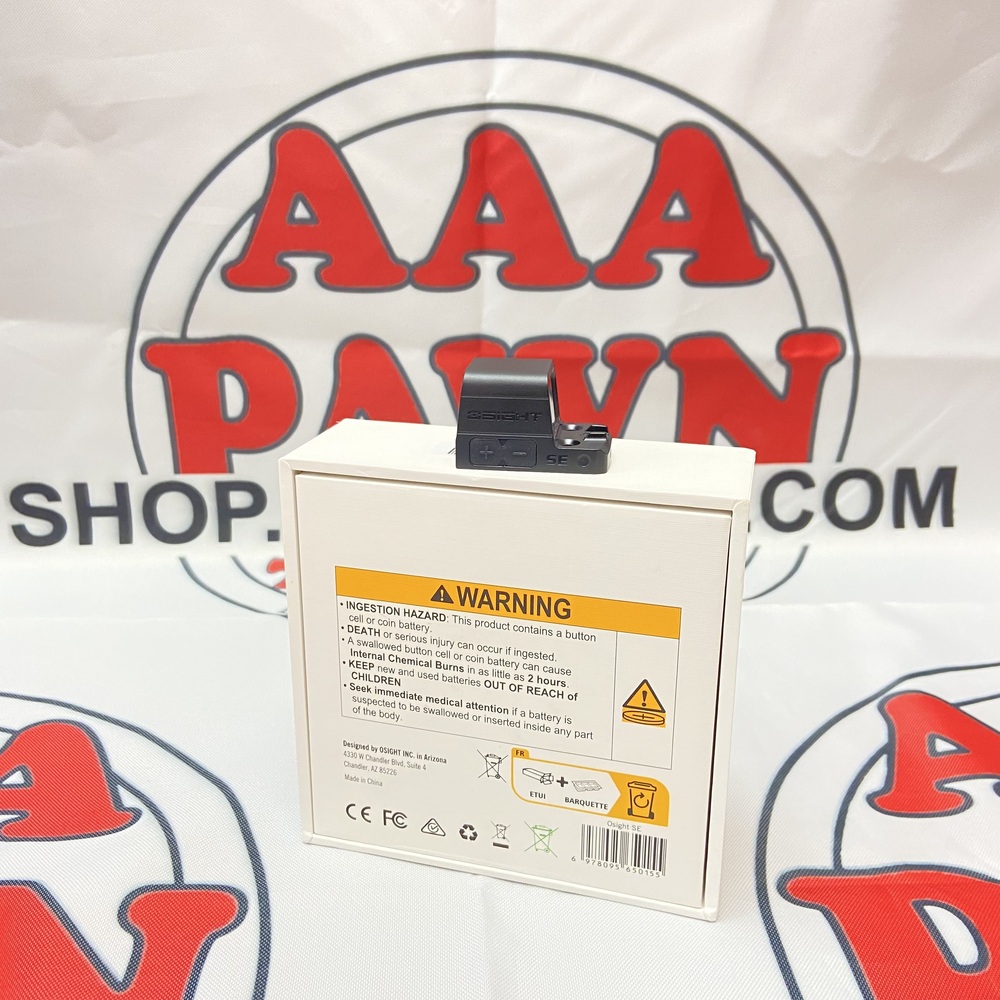 AAA
PAWN
SHOP.
.COM
OSIGHT
+ -
SE
WARNING
• INGESTION HAZARD: This product contains a button
cell or coin battery.
• DEATH or serious injury can occur if ingested.
• A swallowed button cell or coin battery can cause
Internal Chemical Burns in as little as 2 hours.
• KEEP new and used batteries OUT OF REACH of
CHILDREN
• Seek immediate medical attention if a battery is
suspected to be swallowed or inserted inside any part
of the body.
Designed by OSIGHT INC. in Arizona
4330 W Chandler Blvd, Suite 4
Chandler, AZ 85226
Made in China
FR
ETUI + BARQUETTE
CE FC
Osight SE
6 978095 650155
A
N
A
P